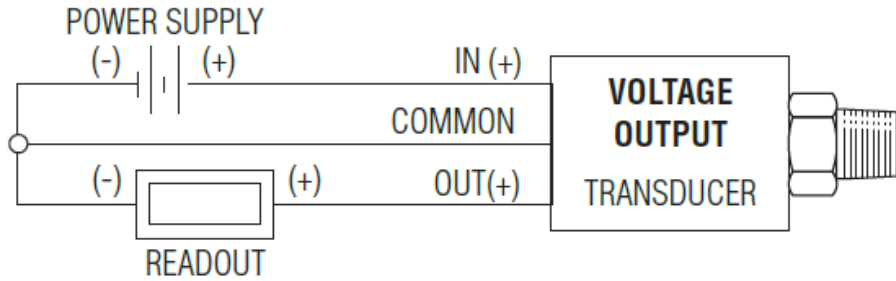 POWER SUPPLY
(-) (+) IN (+)
COMMON
(-) (+) OUT(+)
READOUT
VOLTAGE
OUTPUT
TRANSDUCER